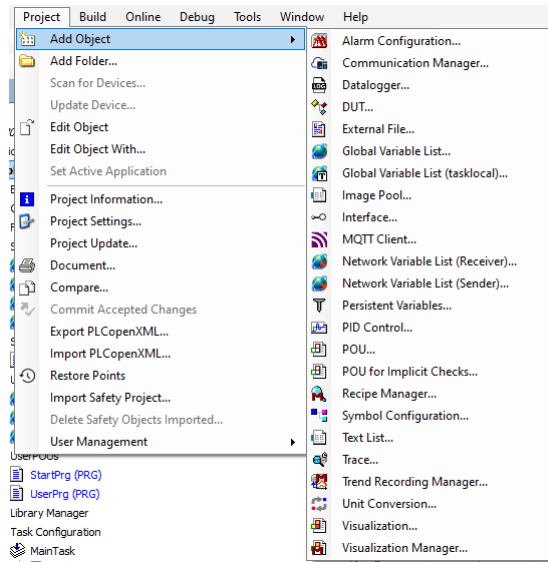 Project Build Online Debug Tools Window Help
Add Object
Add Folder...
Scan for Devices...
Update Device...
Edit Object
Edit Object With...
Set Active Application
Project Information...
Project Settings...
Project Update...
Document...
Compare...
Commit Accepted Changes
Export PLCopenXML...
Import PLCopenXML...
Restore Points
Import Safety Project...
Delete Safety Objects Imported...
User Management
Alarm Configuration...
Communication Manager...
Datalogger...
DUT...
External File...
Global Variable List...
Global Variable List (tasklocal)...
Image Pool...
Interface...
MQTT Client...
Network Variable List (Receiver)...
Network Variable List (Sender)...
Persistent Variables...
PID Control...
POU...
POU for Implicit Checks...
Recipe Manager...
Symbol Configuration...
Text List...
Trace...
Trend Recording Manager...
Unit Conversion...
Visualization...
Visualization Manager...
UserPOUs
StartPrg (PRG)
UserPrg (PRG)
Library Manager
Task Configuration
MainTask